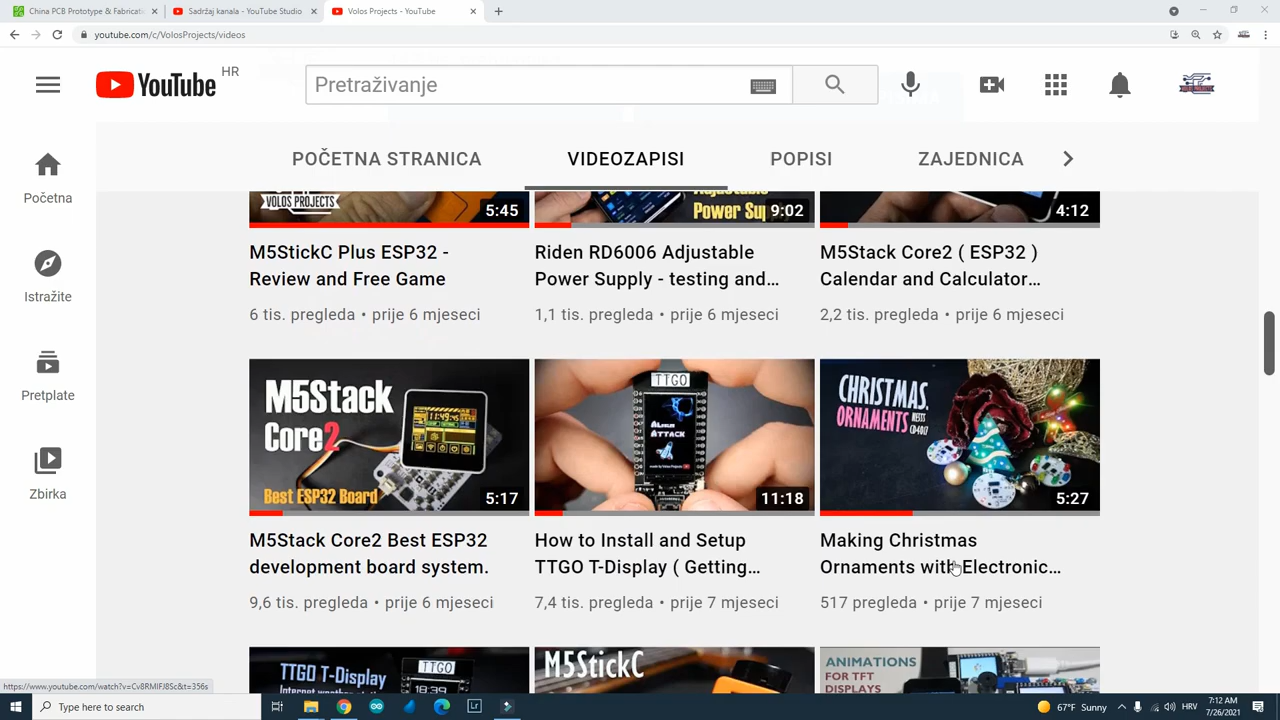 China PCB Prototype & Fabricati
Sadržaj kanala - YouTube Studio
Volos Projects - YouTube
youtube.com/c/VolosProjects/videos
YouTube HR
Pretraživanje
POČETNA STRANICA
VIDEOZAPISI
POPISI
ZAJEDNICA
Početna
Istražite
Pretplate
Zbirka
VOLOS PROJECTS
5:45
Power Su
9:02
4:12
M5StickC Plus ESP32 -
Review and Free Game
6 tis. pregleda • prije 6 mjeseci
Riden RD6006 Adjustable
Power Supply - testing and...
1,1 tis. pregleda • prije 6 mjeseci
M5Stack Core2 ( ESP32 )
Calendar and Calculator...
2,2 tis. pregleda • prije 6 mjeseci
M5Stack
Core2
Best ESP32 Board
5:17
TTGO
ALIEN
ATTACK
11:18
CHRISTMAS
ORNAMENTS
5:27
M5Stack Core2 Best ESP32
development board system.
9,6 tis. pregleda • prije 6 mjeseci
How to Install and Setup
TTGO T-Display ( Getting...
7,4 tis. pregleda • prije 7 mjeseci
Making Christmas
Ornaments with Electronic...
517 pregleda • prije 7 mjeseci
TTGO T-Display
TTGO
18:39
M5StickC
ANIMATIONS
FOR TFT
DISPLAYS
https://www.youtube.com/watch?v=Cv8RMIFJ8Sc&t=356s
Type here to search
67°F Sunny
HRV
7:12 AM
7/26/2021